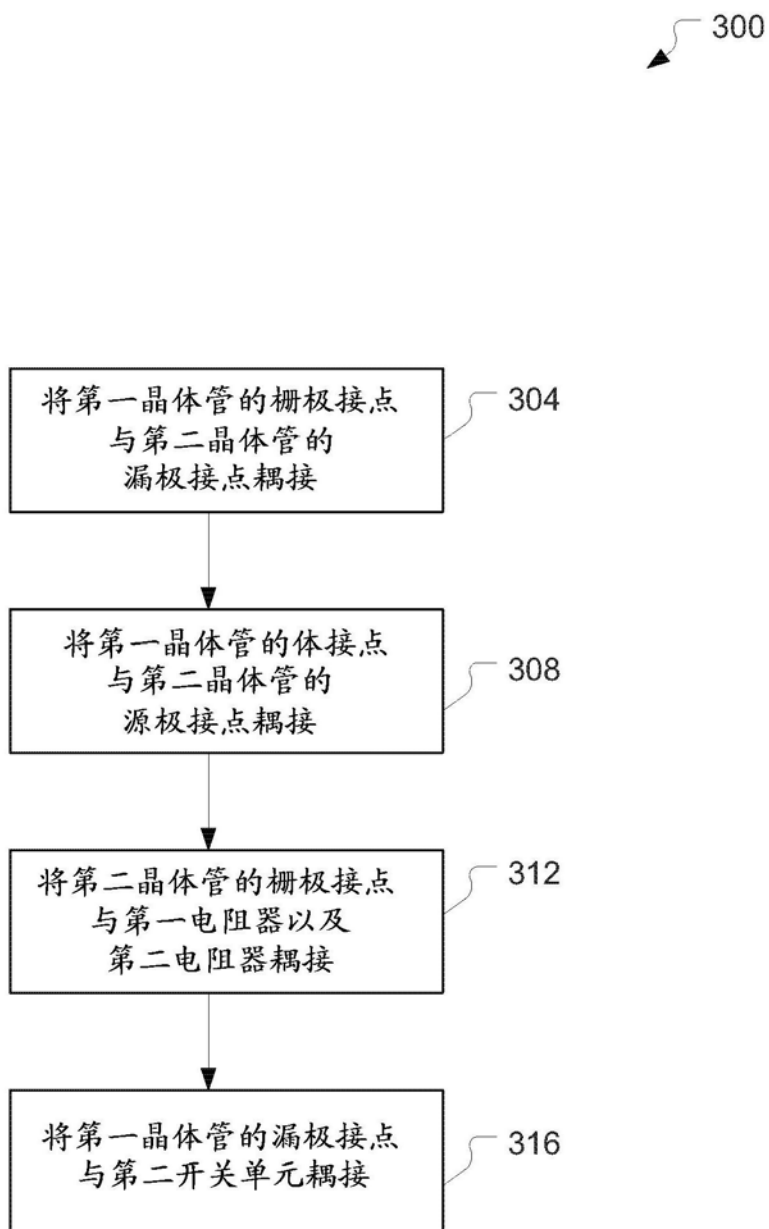 300
将第一晶体管的栅极接点
与第二晶体管的
漏极接点耦接
304
将第一晶体管的体接点
与第二晶体管的
源极接点耦接
308
将第二晶体管的栅极接点
与第一电阻器以及
第二电阻器耦接
312
将第一晶体管的漏极接点
与第二开关单元耦接
316